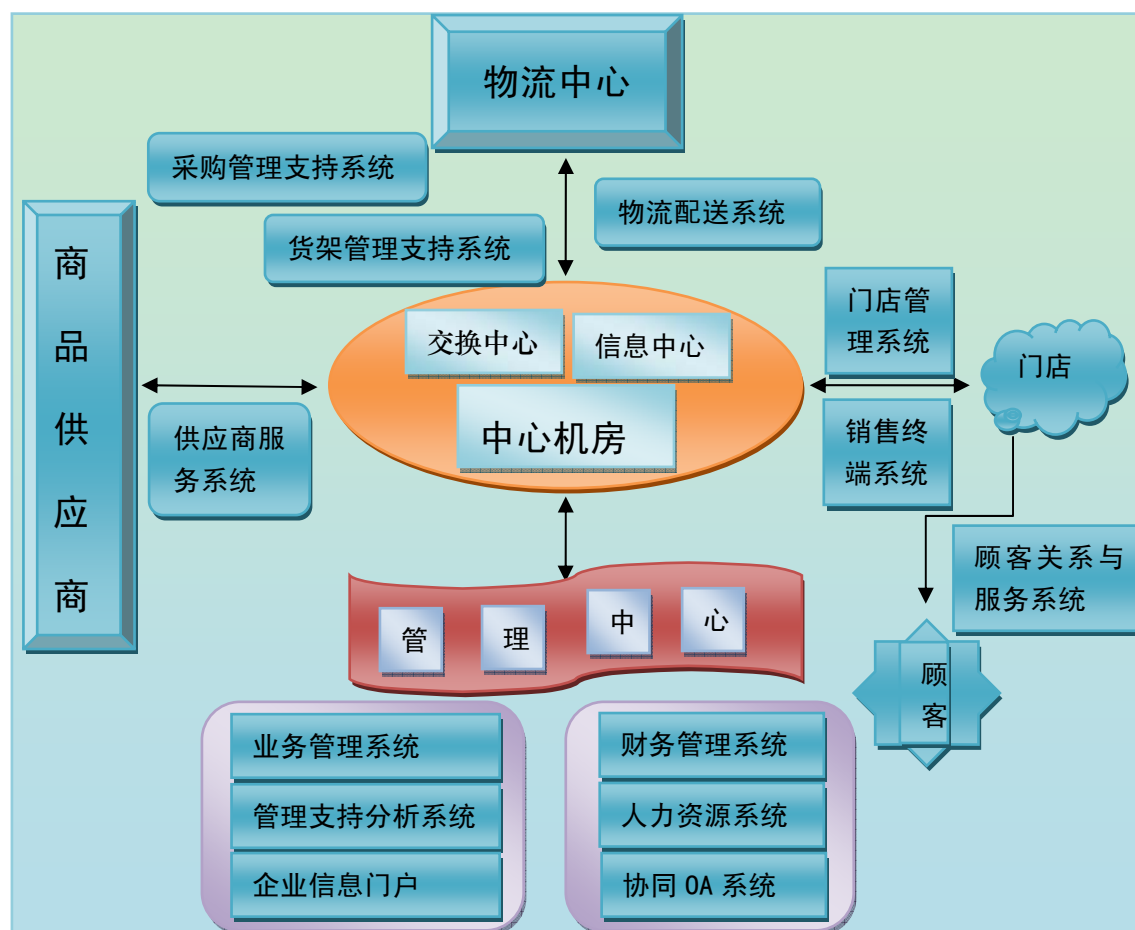 物流中心
采购管理支持系统
物流配送系统
货架管理支持系统
商
品
供
应
商
交换中心
信息中心
中心机房
门店管
理系统
门店
供应商服
务系统
销售终
端系统
顾客关系与
服务系统
管 理 中 心
顾
客
业务管理系统
管理支持分析系统
企业信息门户
财务管理系统
人力资源系统
协同 OA 系统